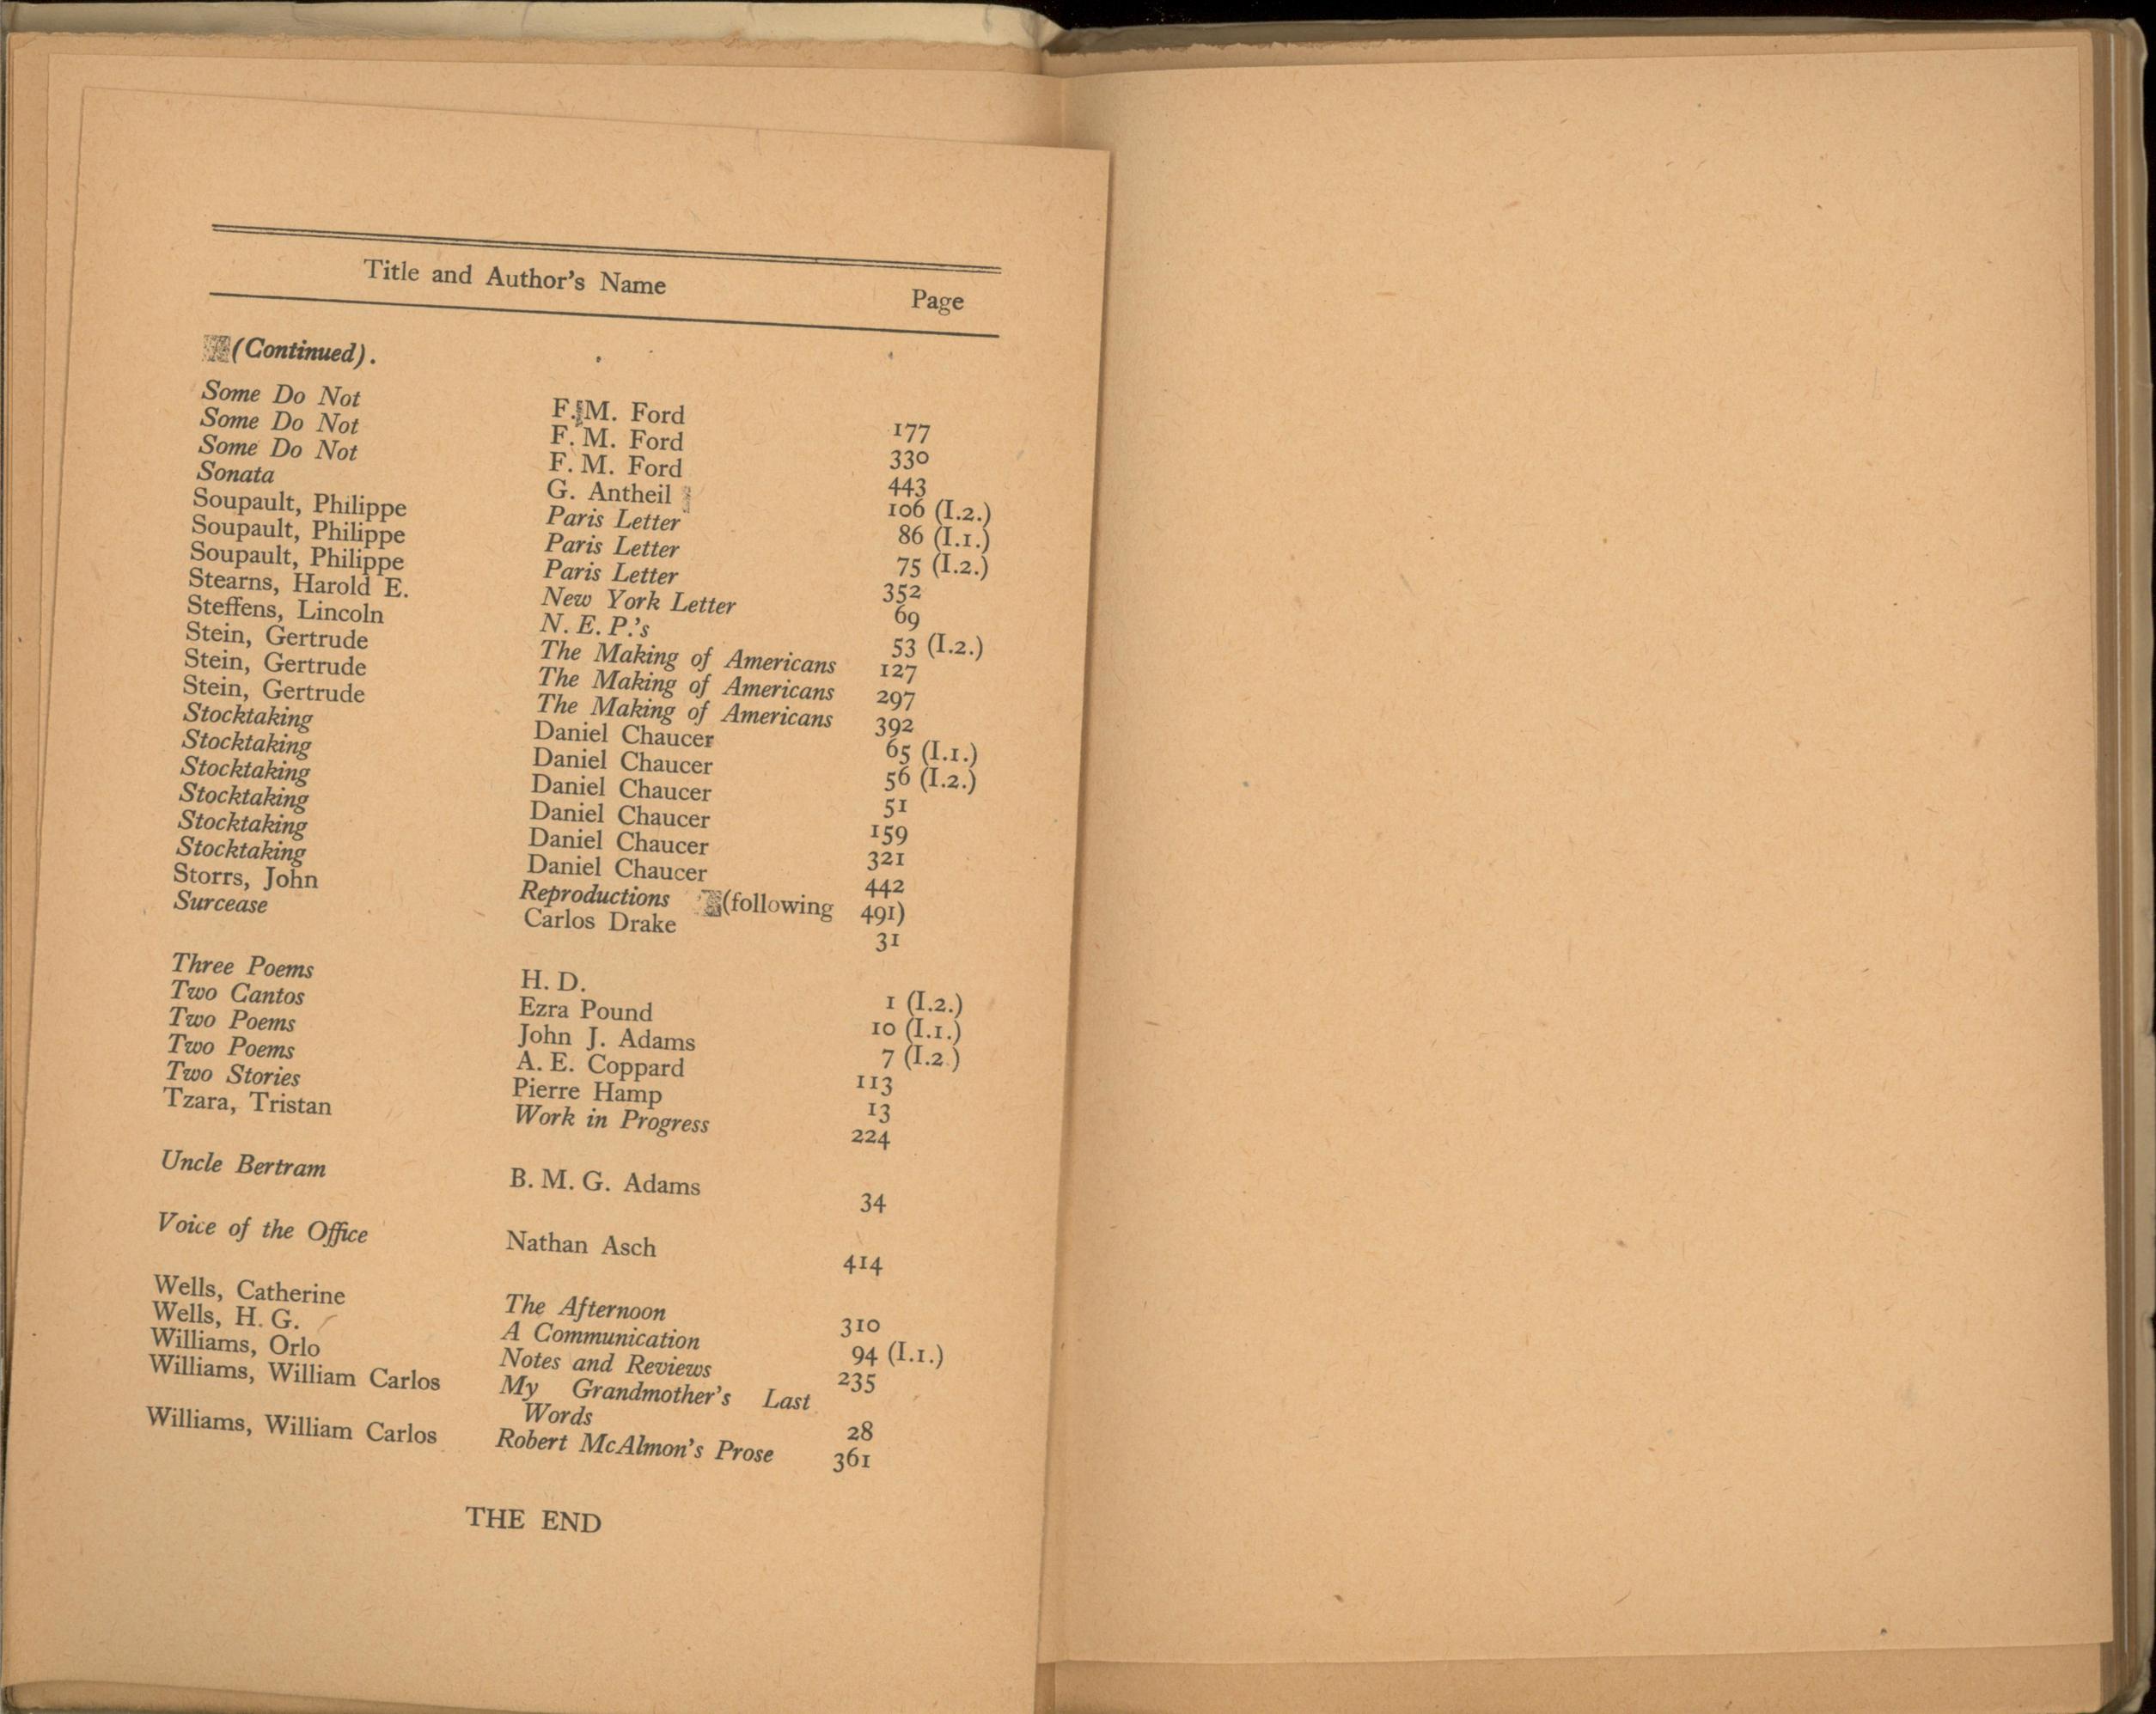 Title and Author's Name Page
(Continued).
Some Do Not F. M. Ford 177
Some Do Not F. M. Ford 330
Some Do Not F. M. Ford 443
Sonata G. Antheil 106 (I.2.)
Soupault, Philippe Paris Letter 86 (I.1.)
Soupault, Philippe Paris Letter 75 (I.2.)
Soupault, Philippe Paris Letter 352
Stearns, Harold E. New York Letter 69
Steffens, Lincoln N. E. P.'s 53 (I.2.)
Stein, Gertrude The Making of Americans 127
Stein, Gertrude The Making of Americans 297
Stein, Gertrude The Making of Americans 392
Stocktaking Daniel Chaucer 65 (I.1.)
Stocktaking Daniel Chaucer 56 (I.2.)
Stocktaking Daniel Chaucer 51
Stocktaking Daniel Chaucer 159
Stocktaking Daniel Chaucer 321
Stocktaking Daniel Chaucer 442
Storrs, John Reproductions (following 491)
Surcease Carlos Drake 31
Three Poems H. D. 1 (I.2.)
Two Cantos Ezra Pound 10 (I.1.)
Two Poems John J. Adams 7 (I.2.)
Two Poems A. E. Coppard 113
Two Stories Pierre Hamp 13
Tzara, Tristan Work in Progress 224
Uncle Bertram B. M. G. Adams 34
Voice of the Office Nathan Asch 414
Wells, Catherine The Afternoon 310
Wells, H. G. A Communication 94 (I.1.)
Williams, Orlo Notes and Reviews 235
Williams, William Carlos My Grandmother's Last
Words 28
Williams, William Carlos Robert McAlmon's Prose 361
THE END